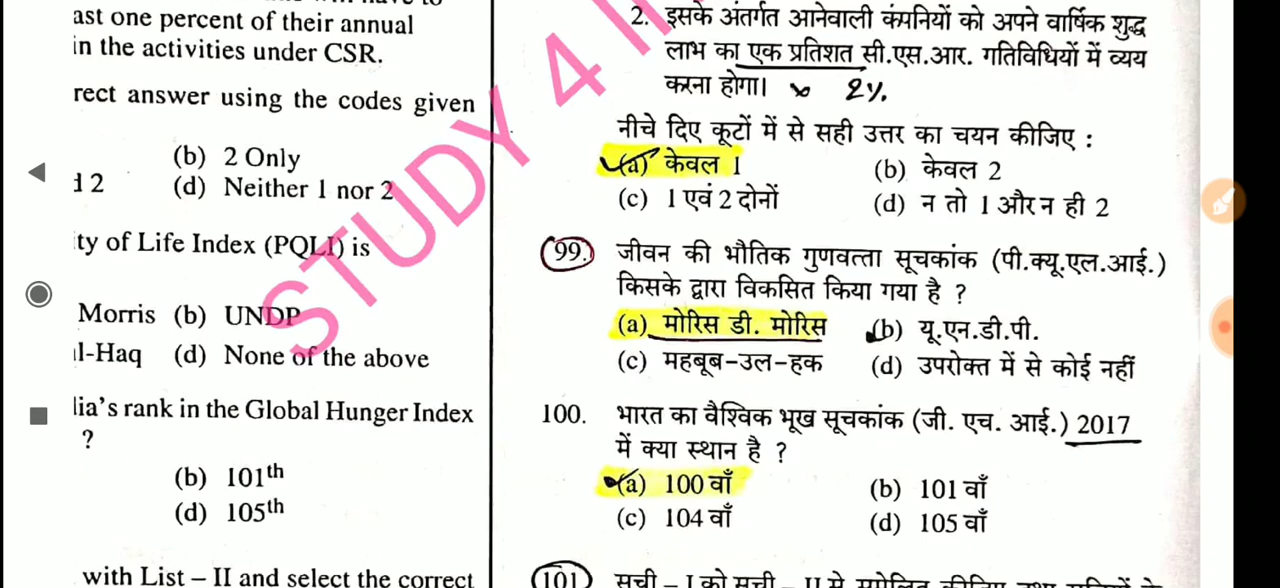 ast one percent of their annual
in the activities under CSR.
rect answer using the codes given
(b) 2 Only
(d) Neither 1 nor 2
ty of Life Index (PQLI) is
Morris (b) UNDP
l-Haq (d) None of the above
lia's rank in the Global Hunger Index
?
(b) 101th
(d) 105th
with List – II and select the correct
STUDY 4
2. इसके अंतर्गत आनेवाली कंपनियों को अपने वार्षिक शुद्ध
लाभ का एक प्रतिशत सी.एस.आर. गतिविधियों में व्यय
करना होगा। × 2%
नीचे दिए कूटों में से सही उत्तर का चयन कीजिए :
(a) केवल 1 (b) केवल 2
(c) 1 एवं 2 दोनों (d) न तो 1 और न ही 2
99. जीवन की भौतिक गुणवत्ता सूचकांक (पी.क्यू.एल.आई.)
किसके द्वारा विकसित किया गया है ?
(a) मोरिस डी. मोरिस (b) यू.एन.डी.पी.
(c) महबूब-उल-हक (d) उपरोक्त में से कोई नहीं
100. भारत का वैश्विक भूख सूचकांक (जी. एच. आई.) 2017
में क्या स्थान है ?
(a) 100 वाँ (b) 101 वाँ
(c) 104 वाँ (d) 105 वाँ
101 सूची – I को सूची – II से सुमेलित कीजिए तथा